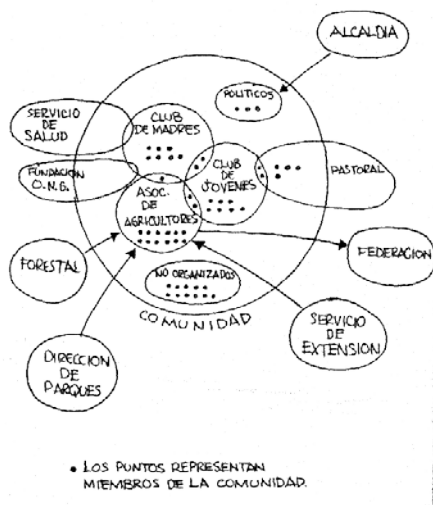 ALCALDIA
POLITICOS
SERVICIO
DE
SALUD
CLUB
DE MADRES
FUNDACION
O.N.G.
CLUB
DE
JOVENES
PASTORAL
ASOC. DE
AGRICULTORES
FORESTAL
FEDERACION
NO ORGANIZADOS
COMUNIDAD
SERVICIO
DE
EXTENSION
DIRECCION
DE
PARQUES
• LOS PUNTOS REPRESENTAN
MIEMBROS DE LA COMUNIDAD.